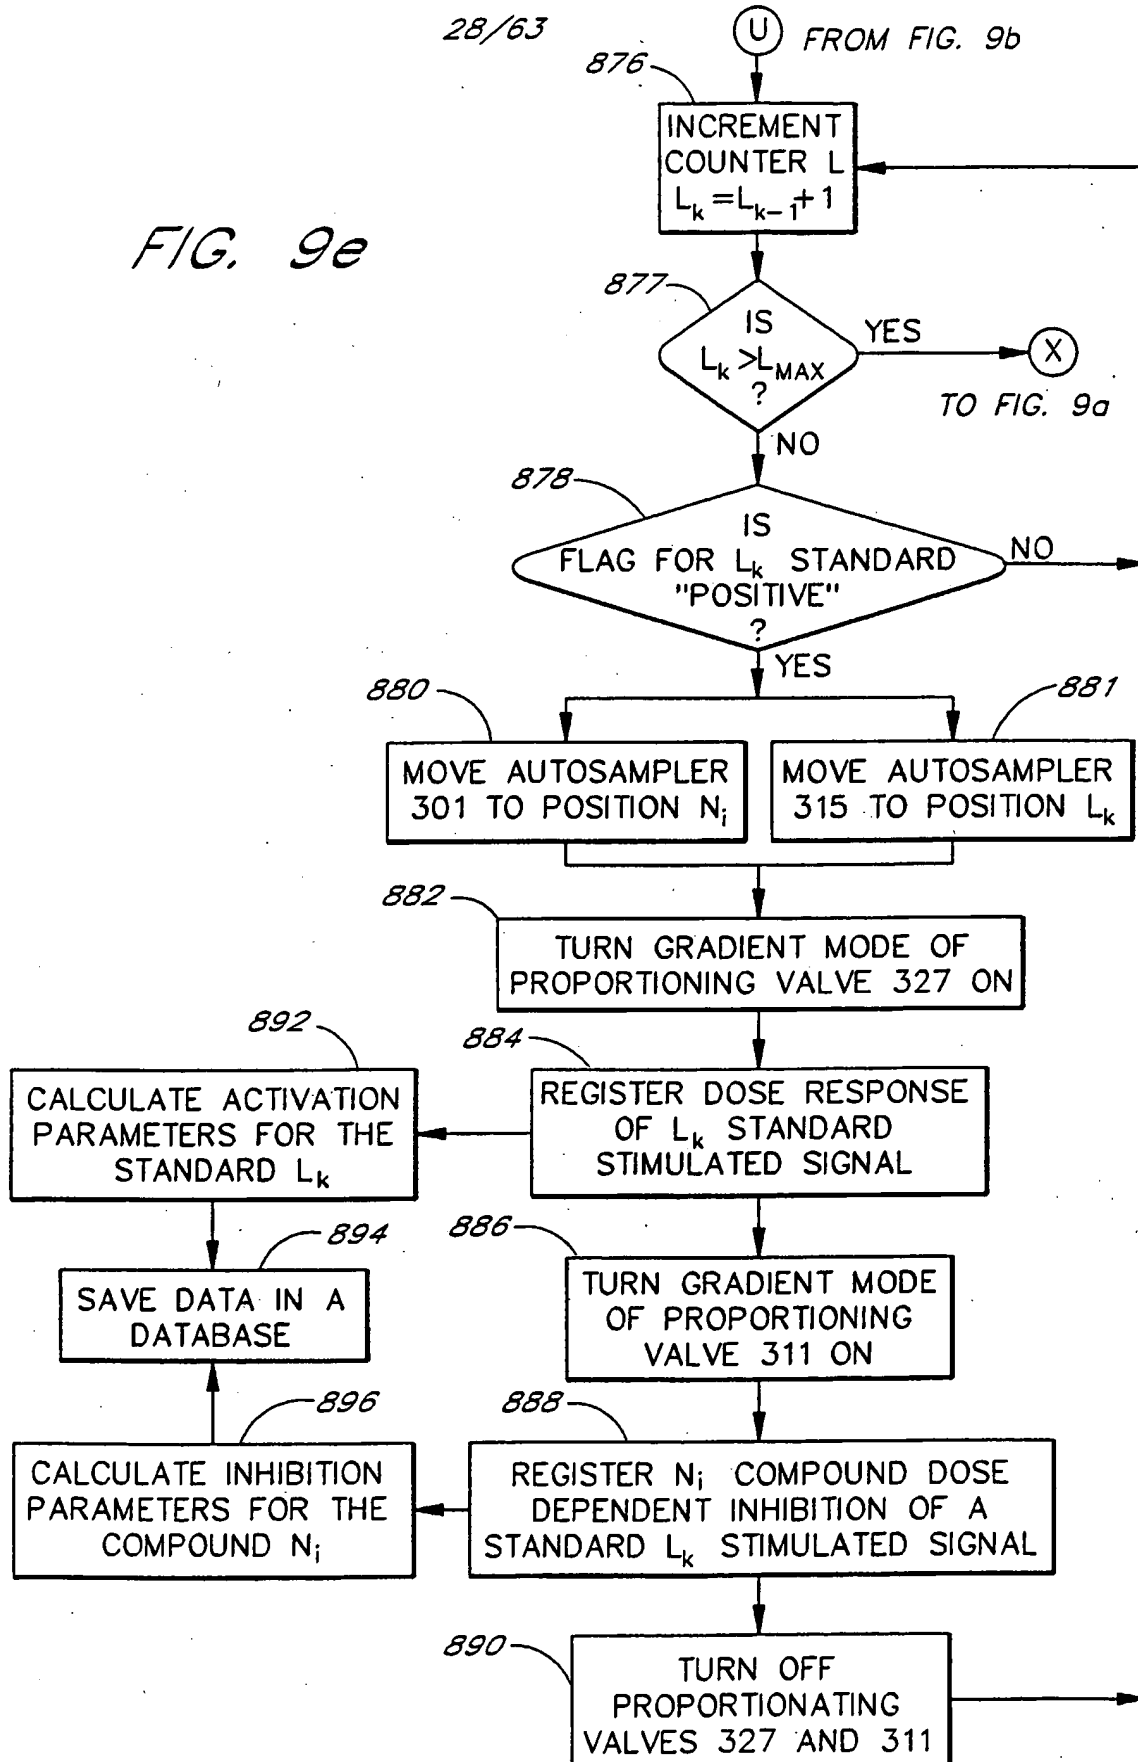 28/63
U
FROM FIG. 9b
876
INCREMENT
COUNTER L
Lₖ=Lₖ₋₁+1
FIG. 9e
877
IS
Lₖ>L_MAX
?
YES
X
TO FIG. 9a
NO
878
IS
FLAG FOR Lₖ STANDARD
"POSITIVE"
?
NO
YES
880
MOVE AUTOSAMPLER
301 TO POSITION Nᵢ
881
MOVE AUTOSAMPLER
315 TO POSITION Lₖ
882
TURN GRADIENT MODE OF
PROPORTIONING VALVE 327 ON
892
CALCULATE ACTIVATION
PARAMETERS FOR THE
STANDARD Lₖ
884
REGISTER DOSE RESPONSE
OF Lₖ STANDARD
STIMULATED SIGNAL
894
SAVE DATA IN A
DATABASE
886
TURN GRADIENT MODE
OF PROPORTIONING
VALVE 311 ON
896
CALCULATE INHIBITION
PARAMETERS FOR THE
COMPOUND Nᵢ
888
REGISTER Nᵢ COMPOUND DOSE
DEPENDENT INHIBITION OF A
STANDARD Lₖ STIMULATED SIGNAL
890
TURN OFF
PROPORTIONATING
VALVES 327 AND 311